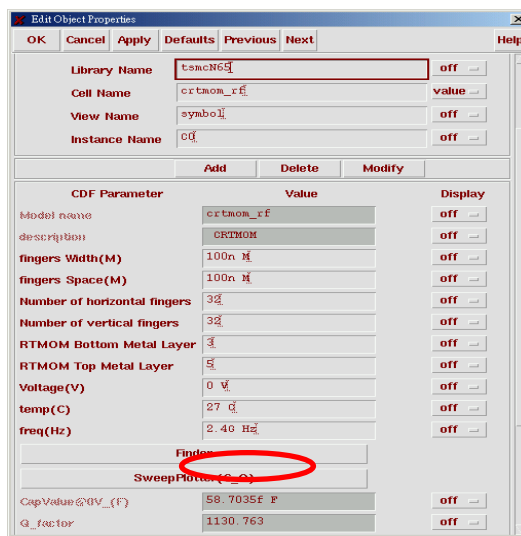 Edit Object Properties
OK Cancel Apply Defaults Previous Next Help
Library Name tsmcN65 off
Cell Name crtmom_rf value
View Name symbol off
Instance Name C0 off
Add Delete Modify
CDF Parameter Value Display
Model name crtmom_rf off
description CRTMOM off
fingers Width(M) 100n M off
fingers Space(M) 100n M off
Number of horizontal fingers 32 off
Number of vertical fingers 32 off
RTMOM Bottom Metal Layer 3 off
RTMOM Top Metal Layer 5 off
Voltage(V) 0 V off
temp(C) 27 C off
freq(Hz) 2.4G Hz off
Finder
SweepPlotter(C_Q)
CapValue@0V_(F) 58.7035f F off
Q_factor 1130.763 off